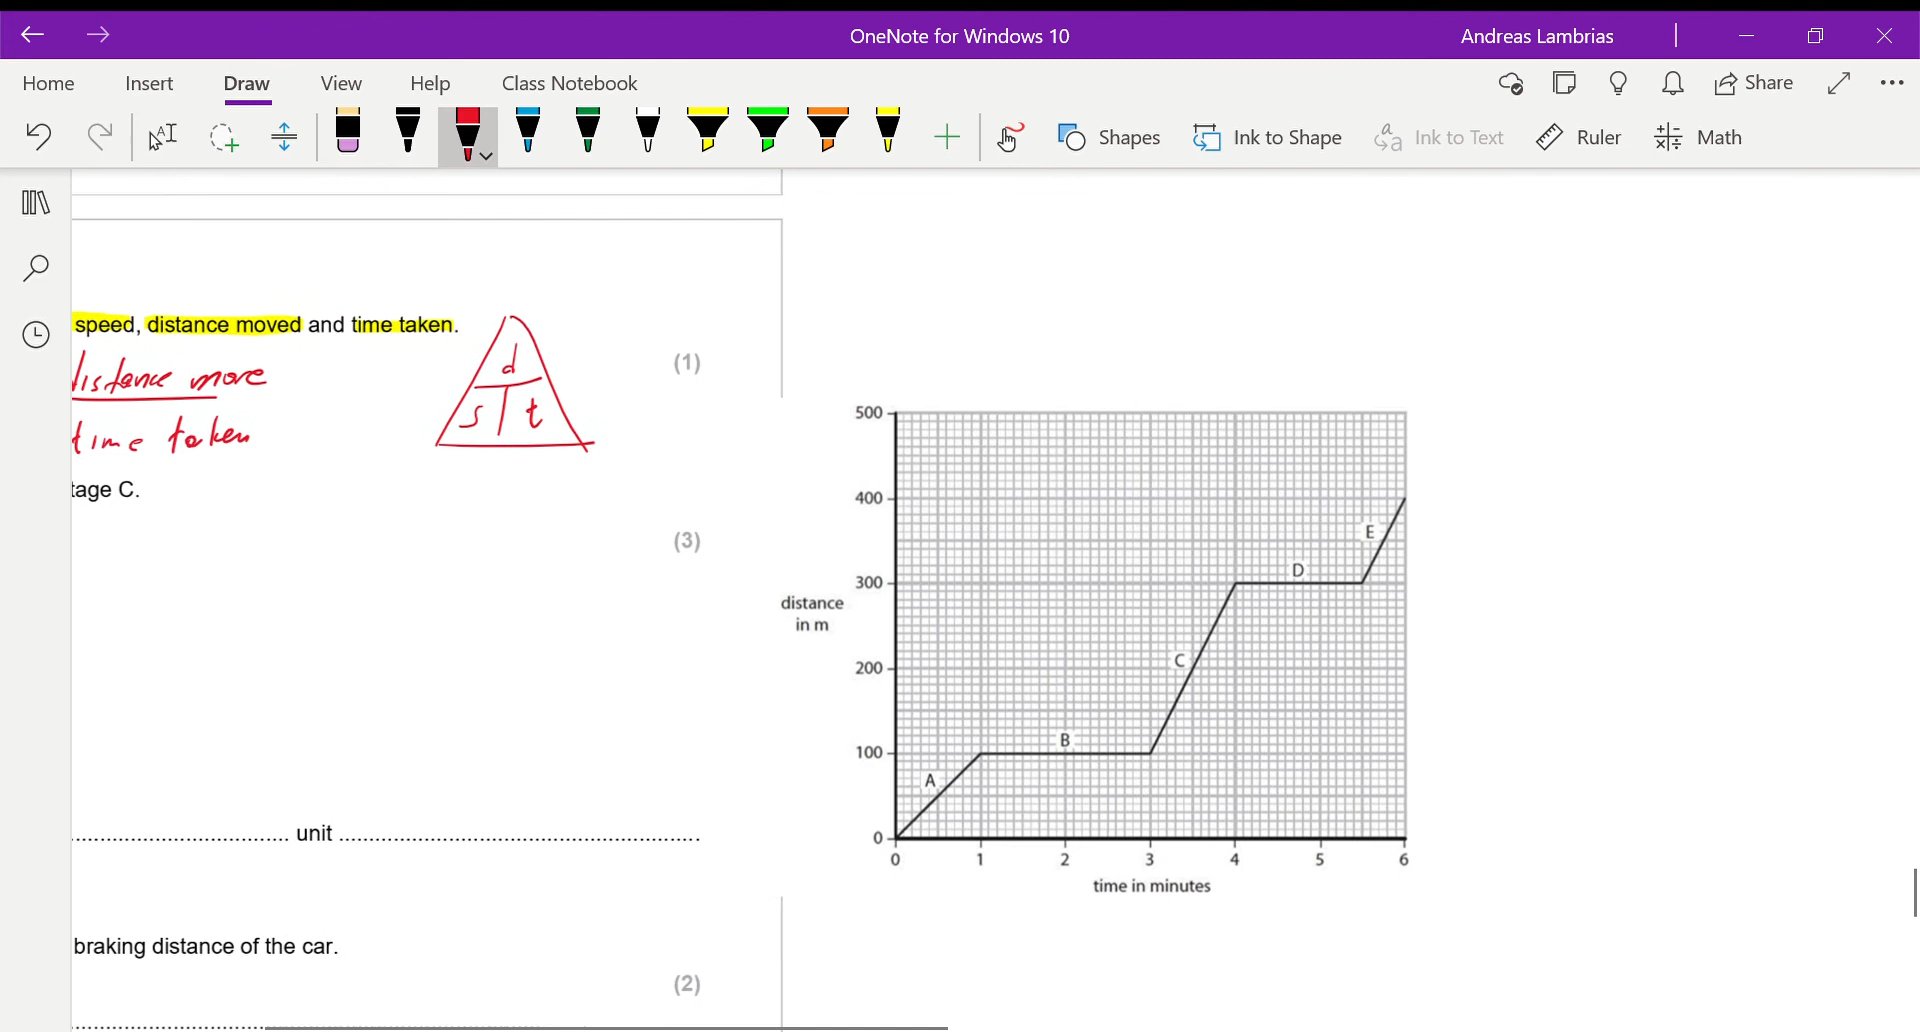 OneNote for Windows 10
Andreas Lambrias
Home Insert Draw View Help Class Notebook
Share
Shapes Ink to Shape Ink to Text Ruler Math
speed, distance moved and time taken.
(1)
distance move
time taken
d
s t
tage C.
(3)
unit
braking distance of the car.
(2)
500
400
300
200
100
0
distance
in m
A
B
C
D
E
0 1 2 3 4 5 6
time in minutes